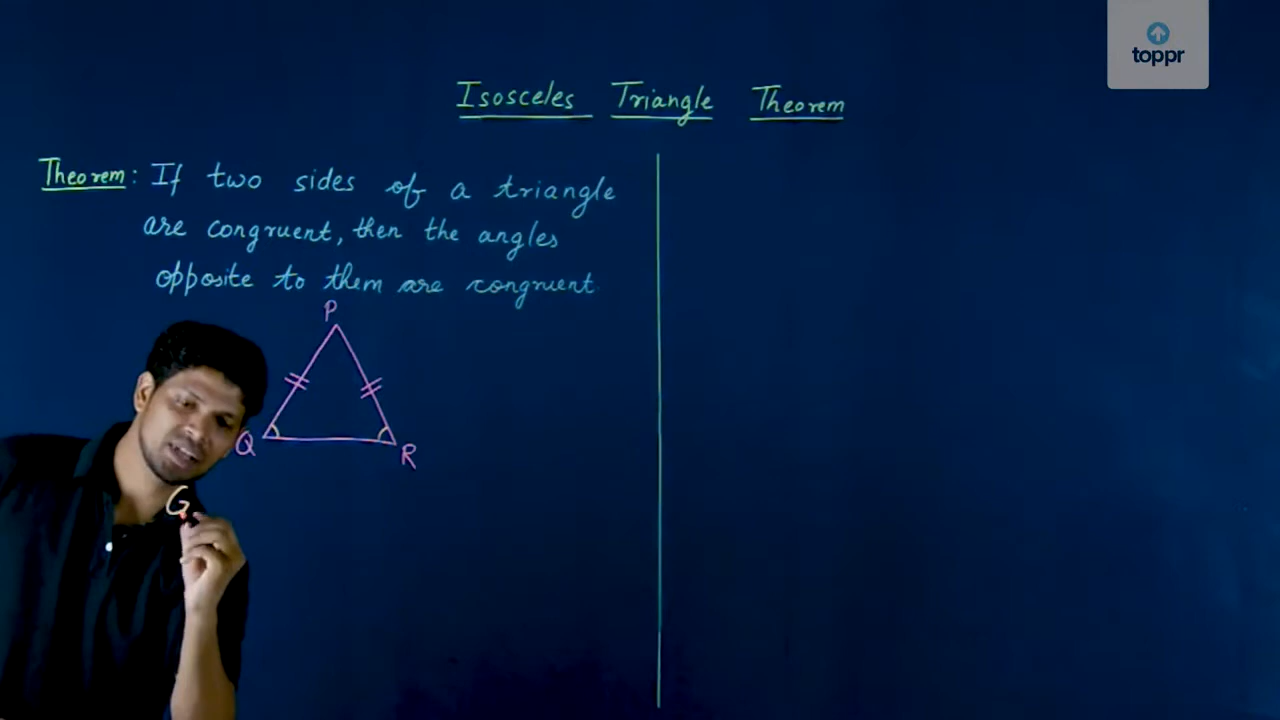 toppr
Isosceles Triangle Theorem
Theorem: If two sides of a triangle
are congruent, then the angles
opposite to them are congruent.
P
Q
R
G